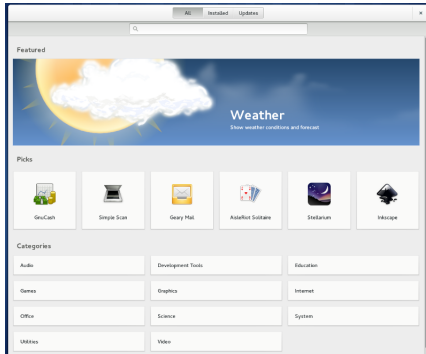 All Installed Updates
Featured
Weather
Show weather conditions and forecast
Picks
GnuCash Simple Scan Geary Mail AisleRiot Solitaire Stellarium Inkscape
Categories
Audio Development Tools Education
Games Graphics Internet
Office Science System
Utilities Video